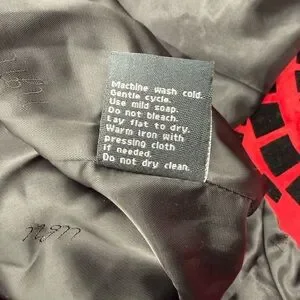 Machine wash cold.
Gentle cycle.
Use mild soap.
Do not bleach.
Lay flat to dry.
Warm iron with
pressing cloth
if needed.
Do not dry clean.